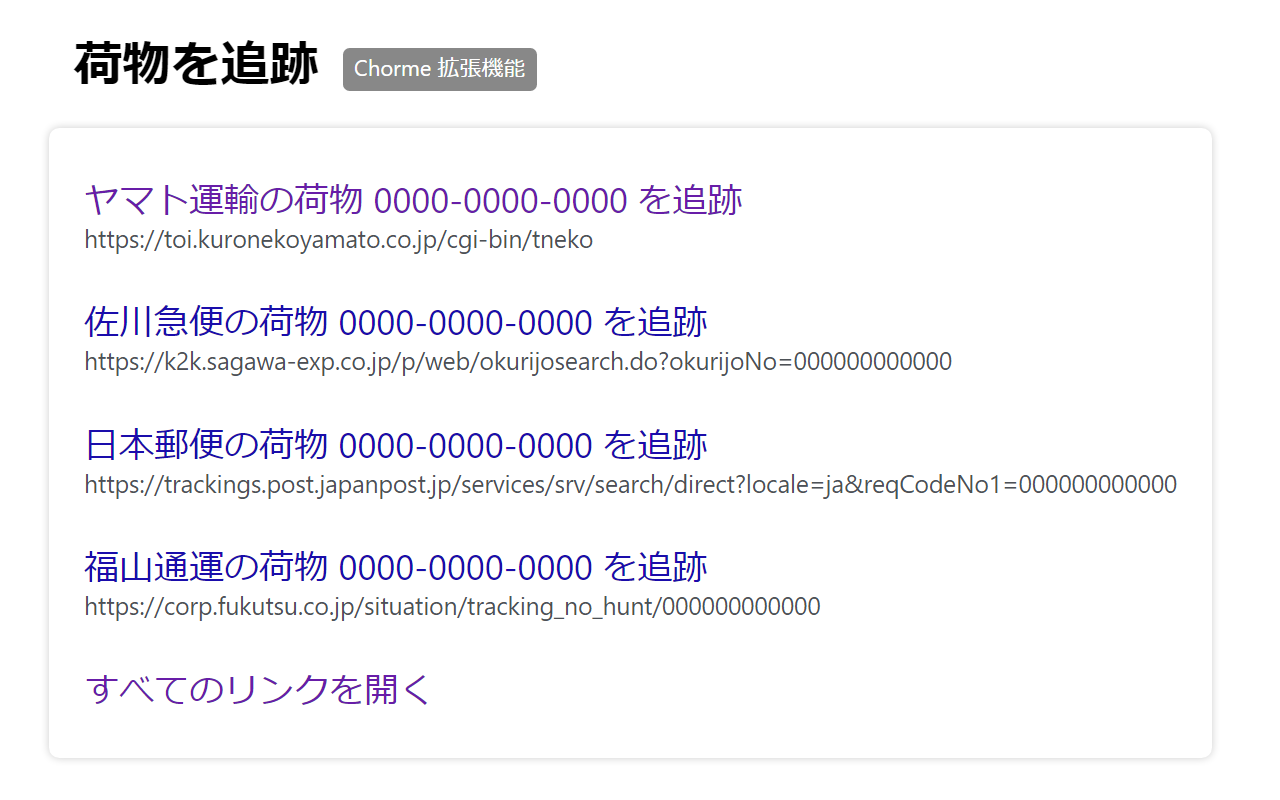 荷物を追跡 Chorme 拡張機能
ヤマト運輸の荷物 0000-0000-0000 を追跡
https://toi.kuronekoyamato.co.jp/cgi-bin/tneko
佐川急便の荷物 0000-0000-0000 を追跡
https://k2k.sagawa-exp.co.jp/p/web/okurijosearch.do?okurijoNo=000000000000
日本郵便の荷物 0000-0000-0000 を追跡
https://trackings.post.japanpost.jp/services/srv/search/direct?locale=ja&reqCodeNo1=000000000000
福山通運の荷物 0000-0000-0000 を追跡
https://corp.fukutsu.co.jp/situation/tracking_no_hunt/000000000000
すべてのリンクを開く